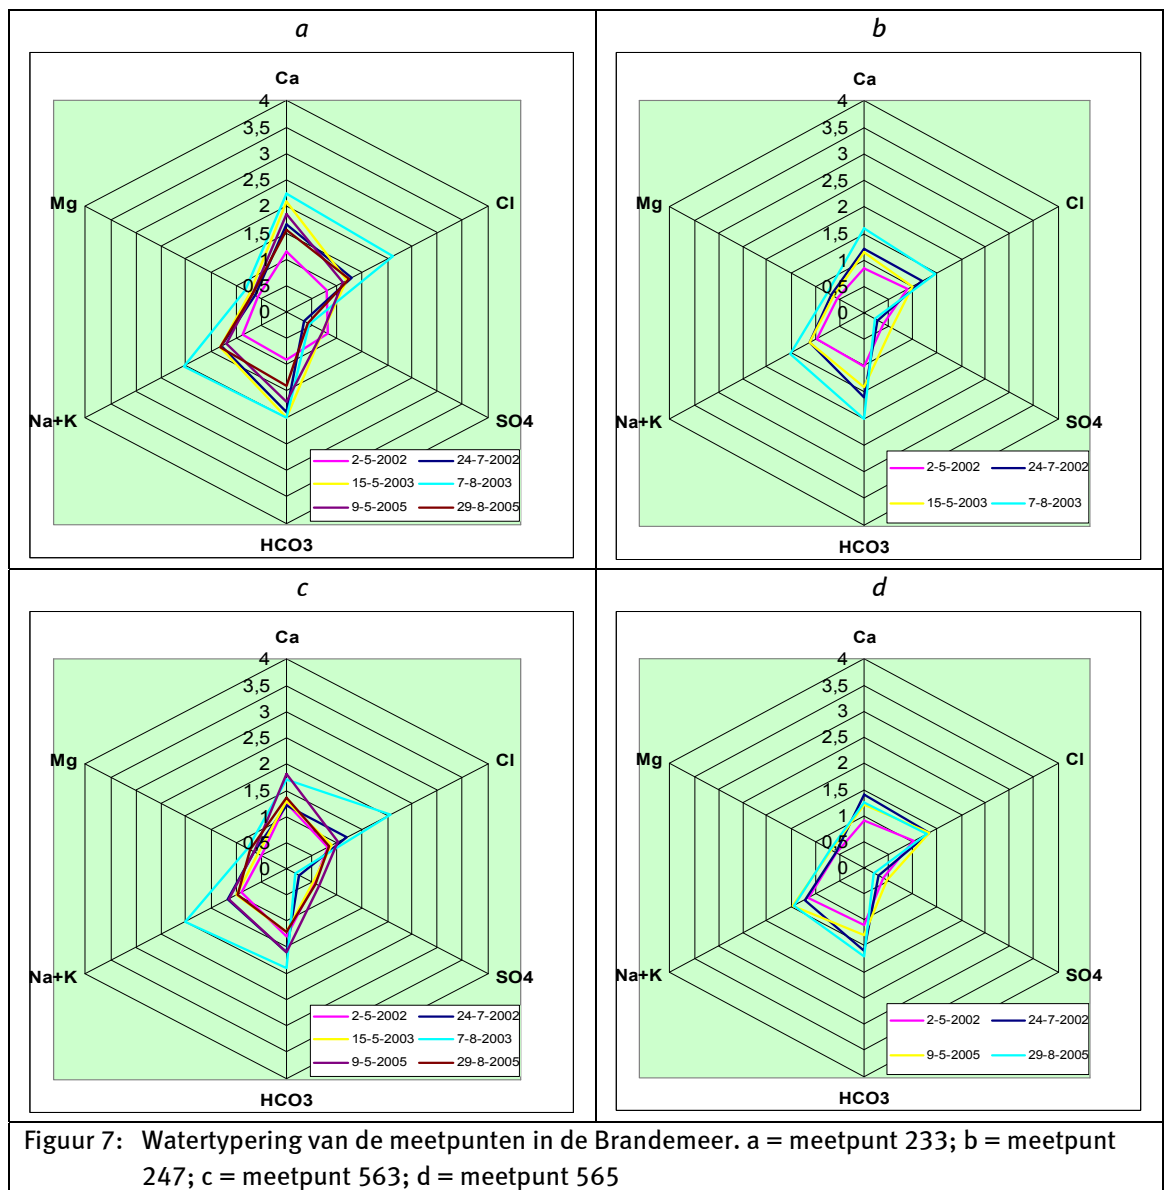 a
Ca
4
3,5
3
2,5
2
1,5
1
0,5
0
Mg
Cl
Na+K
SO4
HCO3
2-5-2002 24-7-2002
15-5-2003 7-8-2003
9-5-2005 29-8-2005
b
Ca
4
3,5
3
2,5
2
1,5
1
0,5
0
Mg
Cl
Na+K
SO4
HCO3
2-5-2002 24-7-2002
15-5-2003 7-8-2003
c
Ca
4
3,5
3
2,5
2
1,5
1
0,5
0
Mg
Cl
Na+K
SO4
HCO3
2-5-2002 24-7-2002
15-5-2003 7-8-2003
9-5-2005 29-8-2005
d
Ca
4
3,5
3
2,5
2
1,5
1
0,5
0
Mg
Cl
Na+K
SO4
HCO3
2-5-2002 24-7-2002
9-5-2005 29-8-2005
Figuur 7: Watertypering van de meetpunten in de Brandemeer. a = meetpunt 233; b = meetpunt
247; c = meetpunt 563; d = meetpunt 565